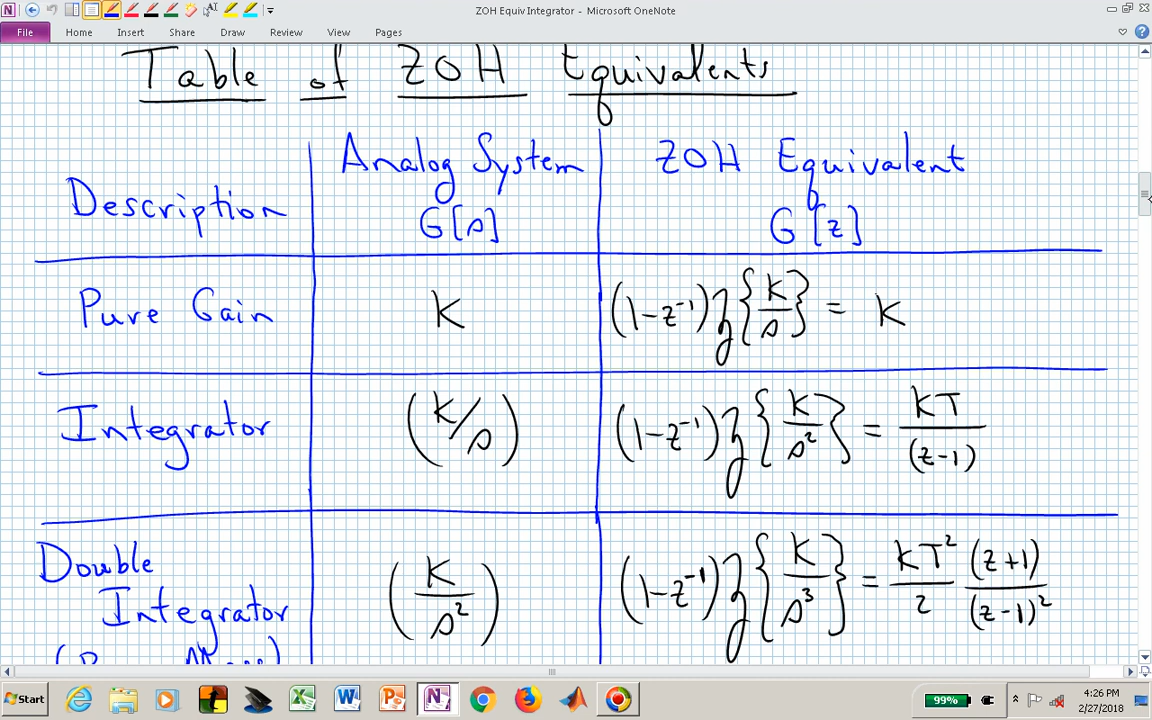 ZOH Equiv Integrator - Microsoft OneNote
File Home Insert Share Draw Review View Pages
Table of ZOH Equivalents
Description
Analog System
G[s]
ZOH Equivalent
G[z]
Pure Gain
K
(1-z⁻¹)𝒵{K/s} = K
Integrator
(K/s)
(1-z⁻¹)𝒵{K/s²} = KT/(z-1)
Double
Integrator
(K/s²)
(1-z⁻¹)𝒵{K/s³} = KT²/2 (z+1)/(z-1)²
Start
99%
4:26 PM
2/27/2018